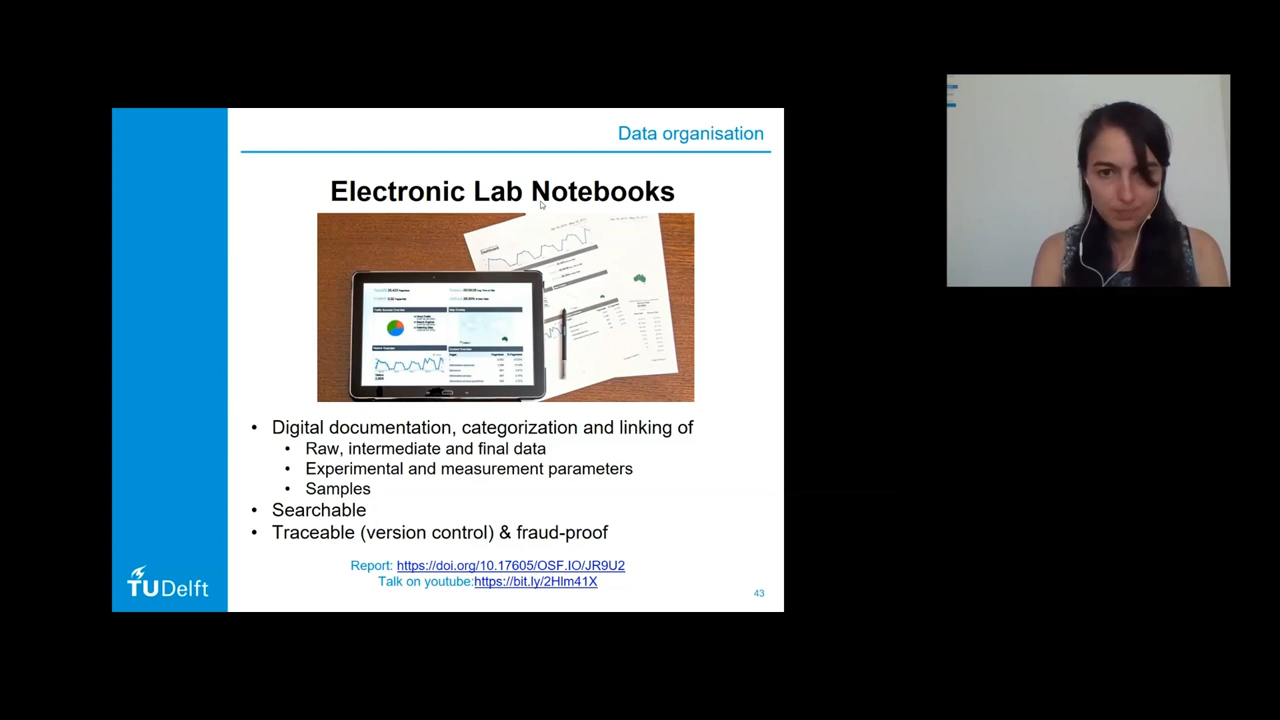 Data organisation
Electronic Lab Notebooks
• Digital documentation, categorization and linking of
• Raw, intermediate and final data
• Experimental and measurement parameters
• Samples
• Searchable
• Traceable (version control) & fraud-proof
Report: https://doi.org/10.17605/OSF.IO/JR9U2
Talk on youtube:https://bit.ly/2Hlm41X
TUDelft
43